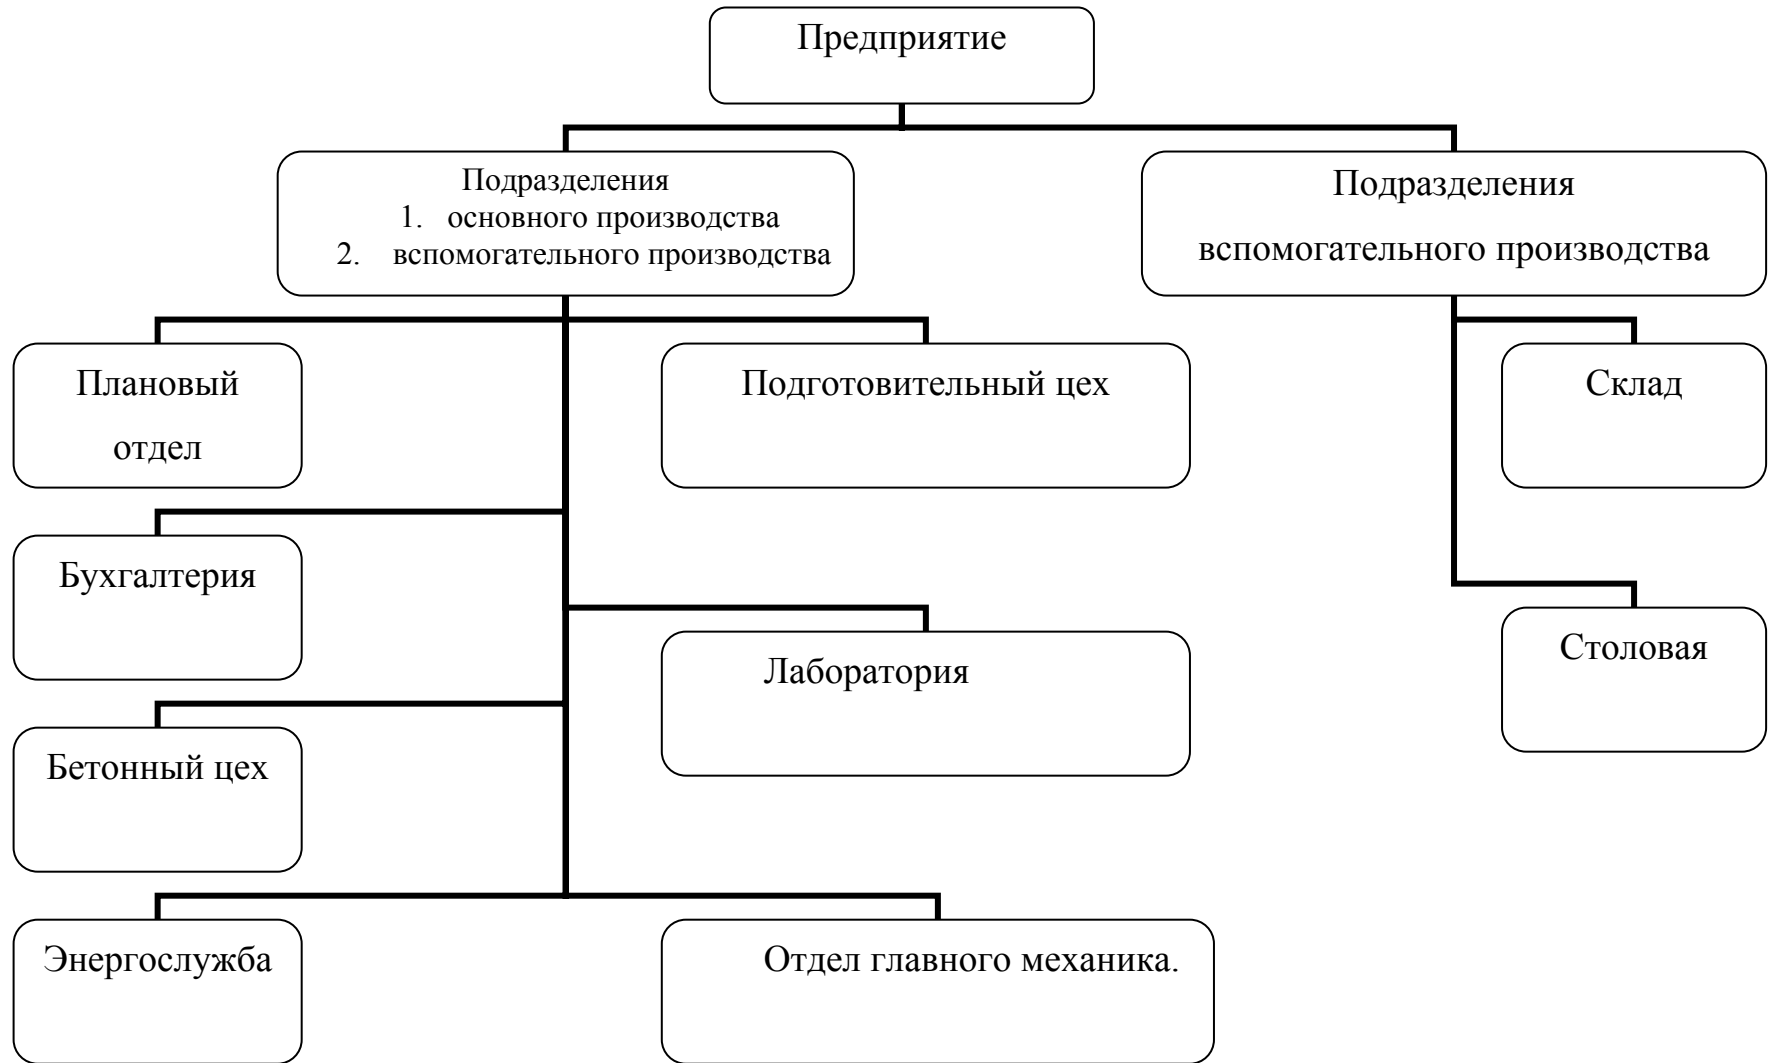 Предприятие
Подразделения
1. основного производства
2. вспомогательного производства
Подразделения
вспомогательного производства
Плановый
отдел
Подготовительный цех
Склад
Бухгалтерия
Лаборатория
Столовая
Бетонный цех
Энергослужба
Отдел главного механика.